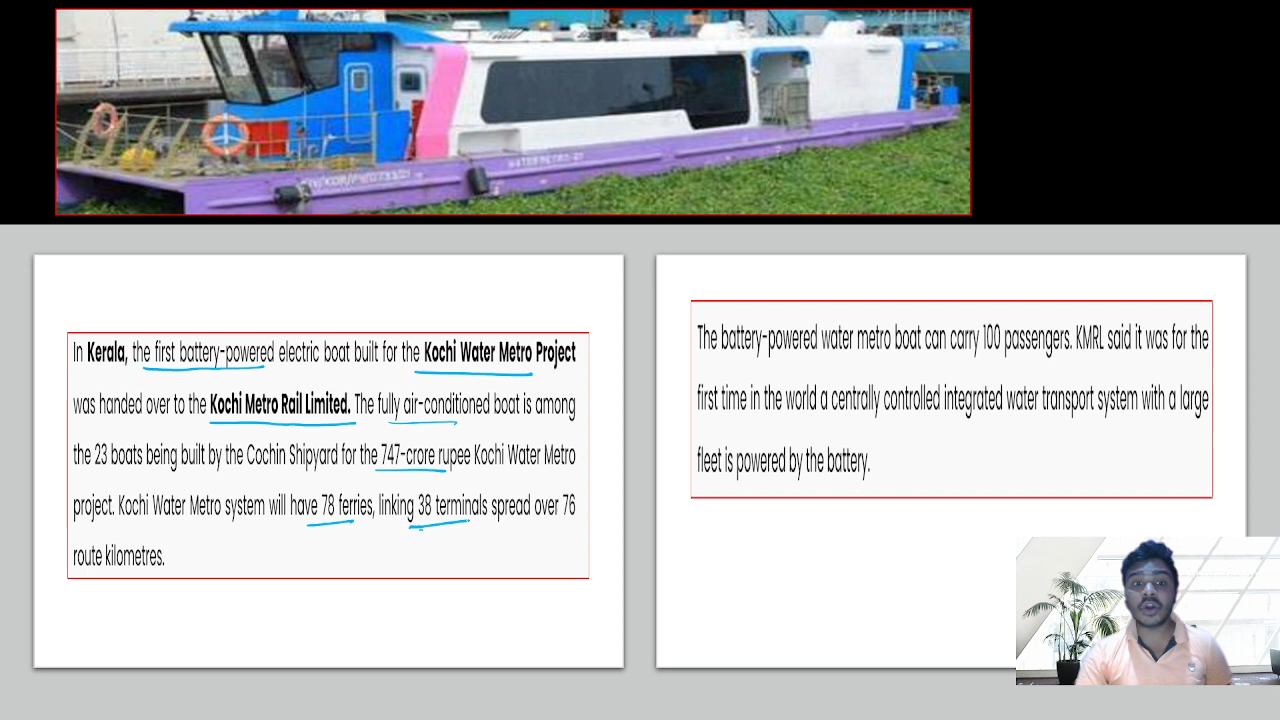 WATER METRO-01
In Kerala, the first battery-powered electric boat built for the Kochi Water Metro Project
was handed over to the Kochi Metro Rail Limited. The fully air-conditioned boat is among
the 23 boats being built by the Cochin Shipyard for the 747-crore rupee Kochi Water Metro
project. Kochi Water Metro system will have 78 ferries, linking 38 terminals spread over 76
route kilometres.
The battery-powered water metro boat can carry 100 passengers. KMRL said it was for the
first time in the world a centrally controlled integrated water transport system with a large
fleet is powered by the battery.